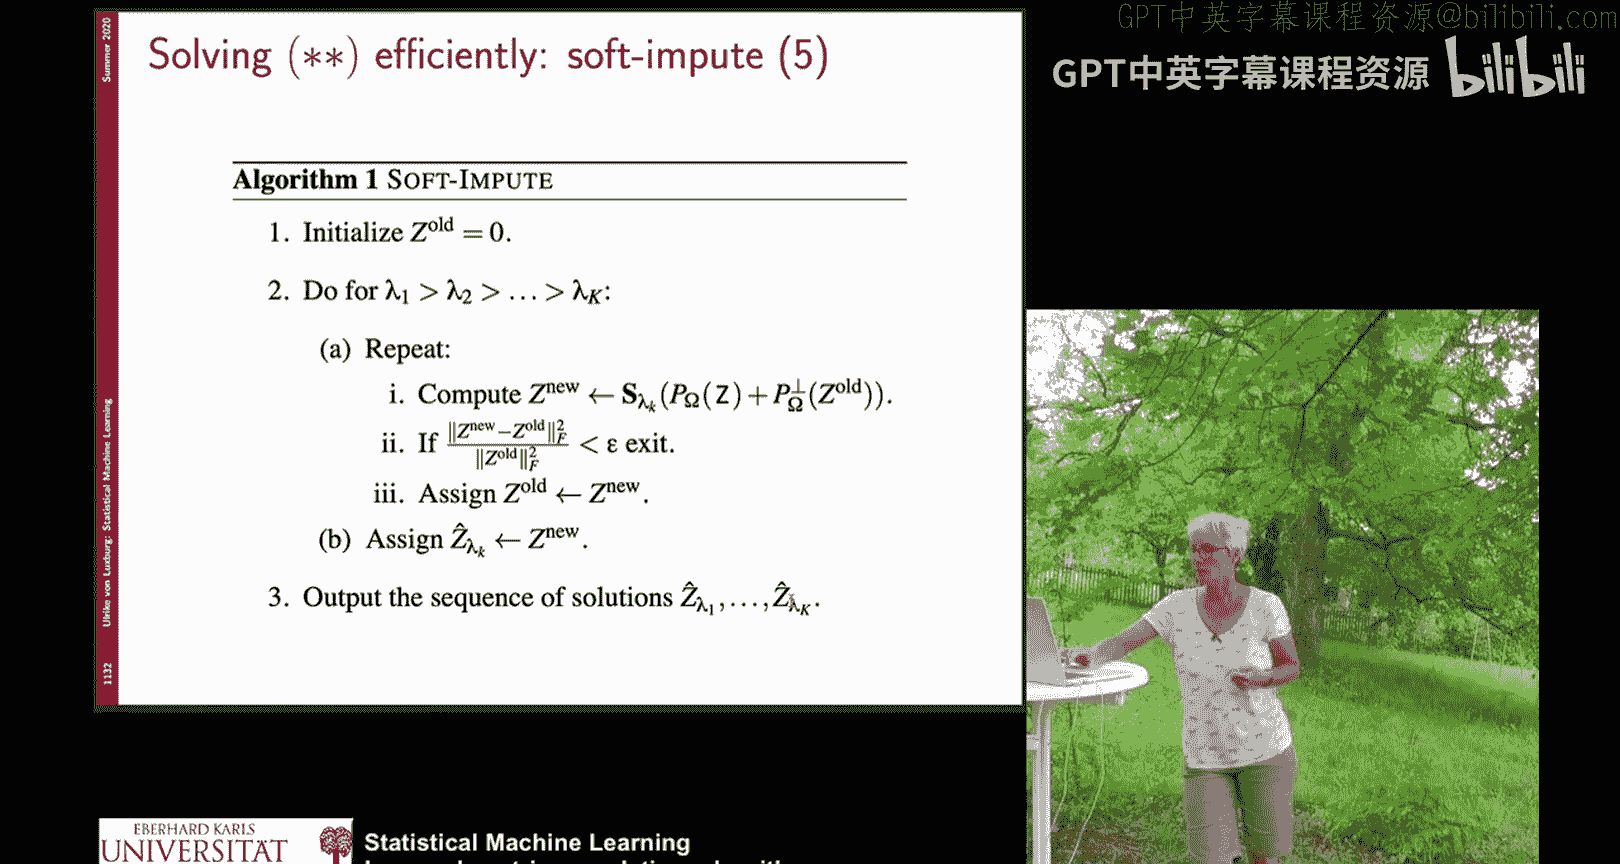 GPT中英字幕课程资源@bilibili.com
GPT中英字幕课程资源 bilibili
Summer 2020
Solving (∗∗) efficiently: soft-impute (5)
Algorithm 1 SOFT-IMPUTE
1. Initialize Z^old = 0.
2. Do for λ₁ > λ₂ > … > λ_K:
(a) Repeat:
i. Compute Z^new ← S_λk(P_Ω(Z) + P_Ω^⊥(Z^old)).
ii. If ‖Z^new − Z^old‖²_F / ‖Z^old‖²_F < ε exit.
iii. Assign Z^old ← Z^new.
(b) Assign Ẑ_λk ← Z^new.
3. Output the sequence of solutions Ẑ_λ1, …, Ẑ_λK.
Ulrike von Luxburg: Statistical Machine Learning
1132
EBERHARD KARLS
UNIVERSITÄT
Statistical Machine Learning